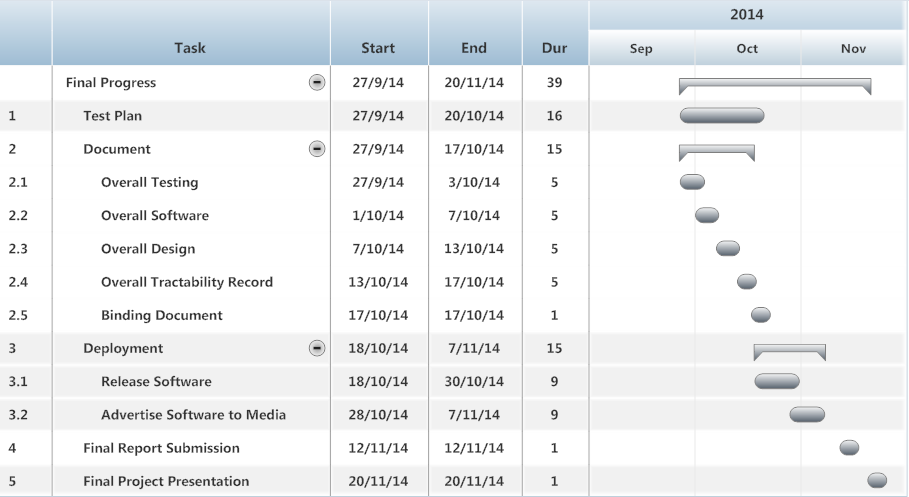 2014
Task Start End Dur Sep Oct Nov
Final Progress 27/9/14 20/11/14 39
1 Test Plan 27/9/14 20/10/14 16
2 Document 27/9/14 17/10/14 15
2.1 Overall Testing 27/9/14 3/10/14 5
2.2 Overall Software 1/10/14 7/10/14 5
2.3 Overall Design 7/10/14 13/10/14 5
2.4 Overall Tractability Record 13/10/14 17/10/14 5
2.5 Binding Document 17/10/14 17/10/14 1
3 Deployment 18/10/14 7/11/14 15
3.1 Release Software 18/10/14 30/10/14 9
3.2 Advertise Software to Media 28/10/14 7/11/14 9
4 Final Report Submission 12/11/14 12/11/14 1
5 Final Project Presentation 20/11/14 20/11/14 1